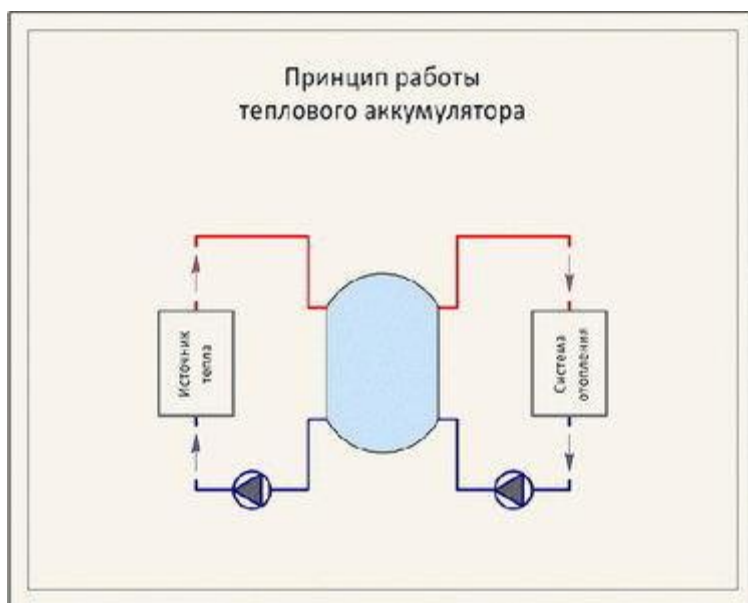 Принцип работы
теплового аккумулятора
Источник
тепла
Система
отопления